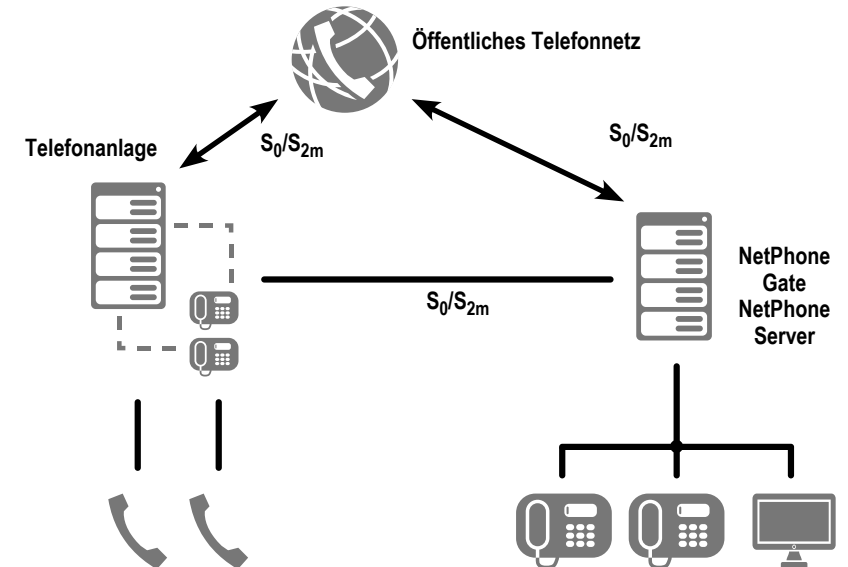 Öffentliches Telefonnetz
S₀/S₂ₘ
S₀/S₂ₘ
Telefonanlage
NetPhone
Gate
NetPhone
Server
S₀/S₂ₘ